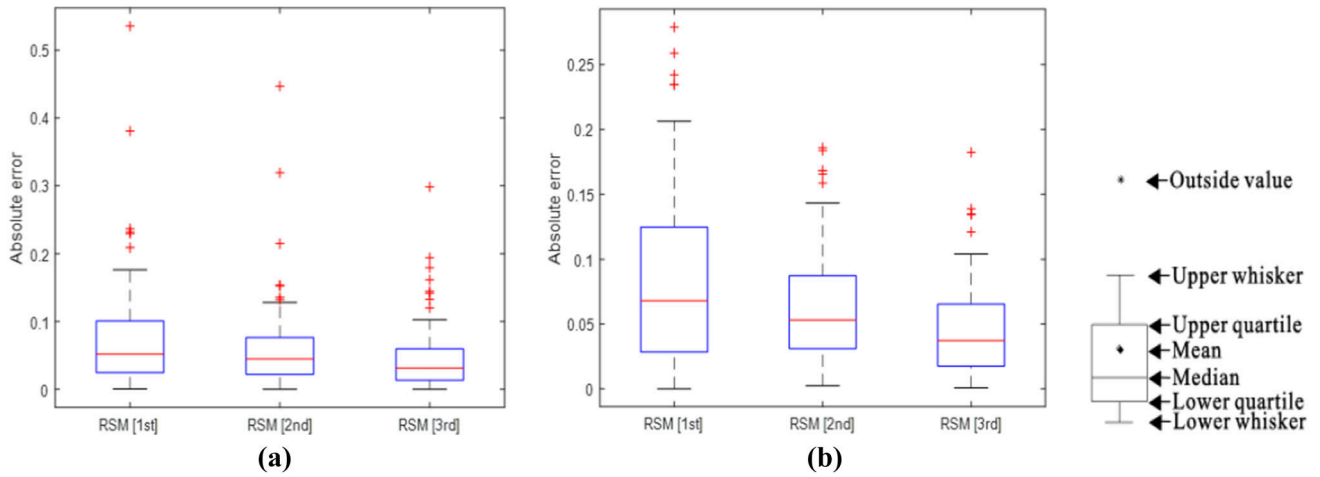 Absolute error
0.5
0.4
0.3
0.2
0.1
0
RSM [1st]
RSM [2nd]
RSM [3rd]
(a)
Absolute error
0.25
0.2
0.15
0.1
0.05
0
RSM [1st]
RSM [2nd]
RSM [3rd]
(b)
Outside value
Upper whisker
Upper quartile
Mean
Median
Lower quartile
Lower whisker